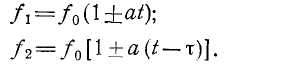 f₁ = f₀ (1 ± at);
f₂ = f₀ [1 ± a (t — τ)].